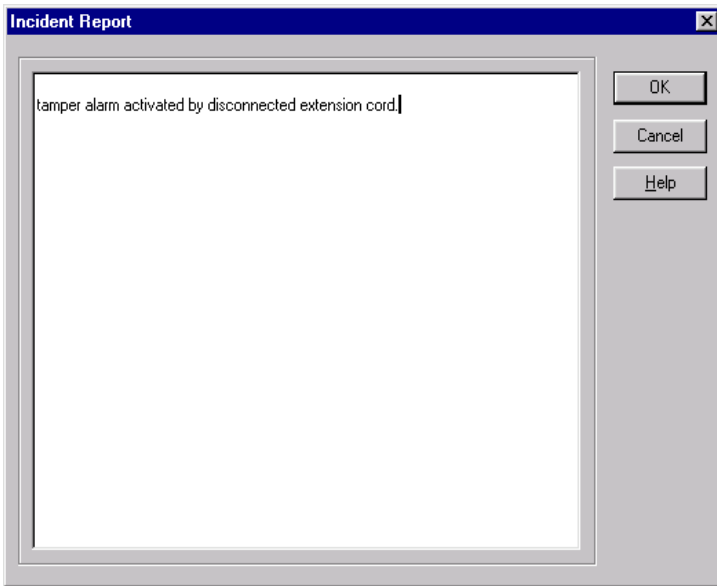 Incident Report
tamper alarm activated by disconnected extension cord.
OK
Cancel
Help